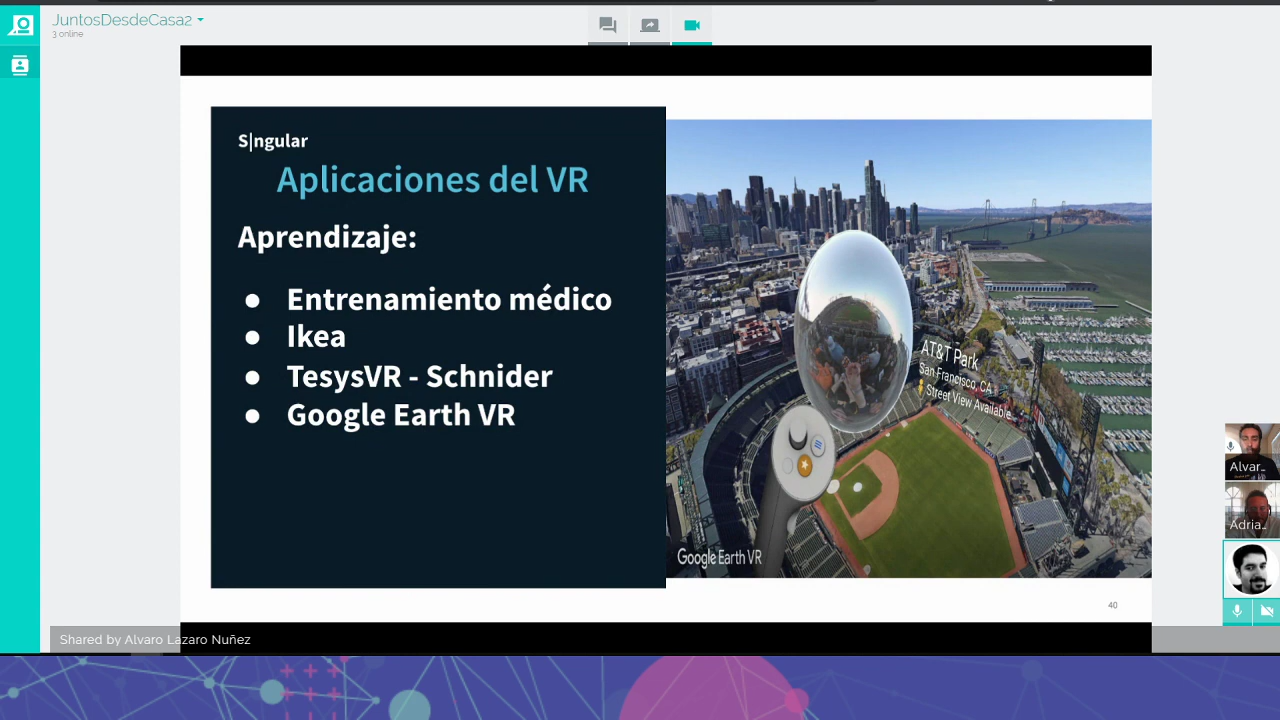 JuntosDesdeCasa2
3 online
S|ngular
Aplicaciones del VR
Aprendizaje:
● Entrenamiento médico
● Ikea
● TesysVR - Schnider
● Google Earth VR
AT&T Park
San Francisco, CA
Street View Available
Google Earth VR
40
Alvar...
Adria...
Shared by Alvaro Lazaro Nuñez